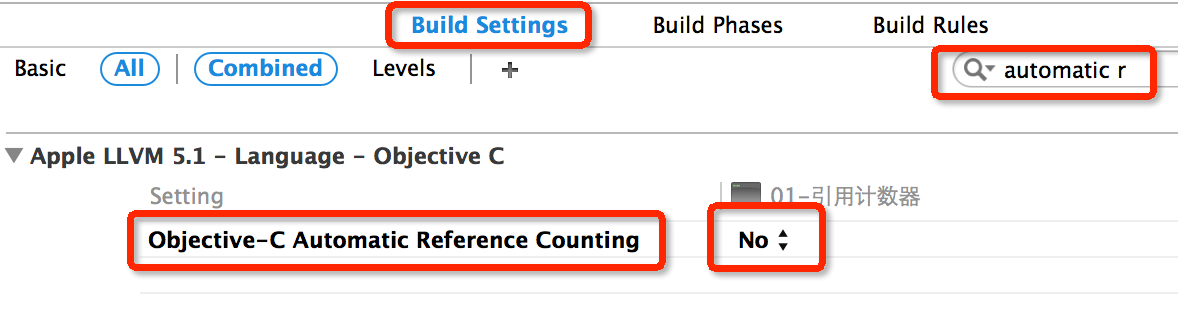 Build Settings Build Phases Build Rules
Basic All Combined Levels + automatic r
Apple LLVM 5.1 - Language - Objective C
Setting 01-引用计数器
Objective-C Automatic Reference Counting No